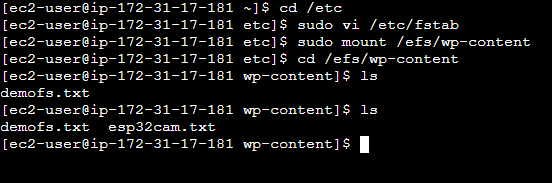 [ec2-user@ip-172-31-17-181 ~]$ cd /etc
[ec2-user@ip-172-31-17-181 etc]$ sudo vi /etc/fstab
[ec2-user@ip-172-31-17-181 etc]$ sudo mount /efs/wp-content
[ec2-user@ip-172-31-17-181 etc]$ cd /efs/wp-content
[ec2-user@ip-172-31-17-181 wp-content]$ ls
demofs.txt
[ec2-user@ip-172-31-17-181 wp-content]$ ls
demofs.txt  esp32cam.txt
[ec2-user@ip-172-31-17-181 wp-content]$